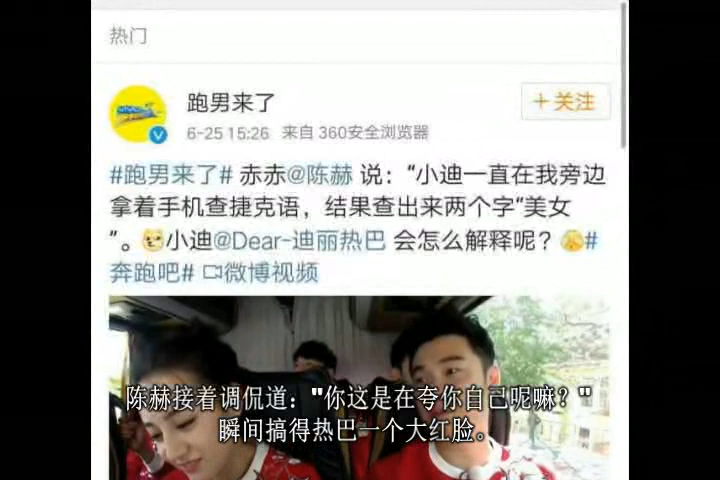 热门
跑男来了
+关注
6-25 15:26 来自 360安全浏览器
#跑男来了# 赤赤@陈赫 说：“小迪一直在我旁边
拿着手机查捷克语，结果查出来两个字“美女
”。小迪@Dear-迪丽热巴 会怎么解释呢？#
奔跑吧# 微博视频
陈赫接着调侃道："你这是在夸你自己呢嘛？"
瞬间搞得热巴一个大红脸。